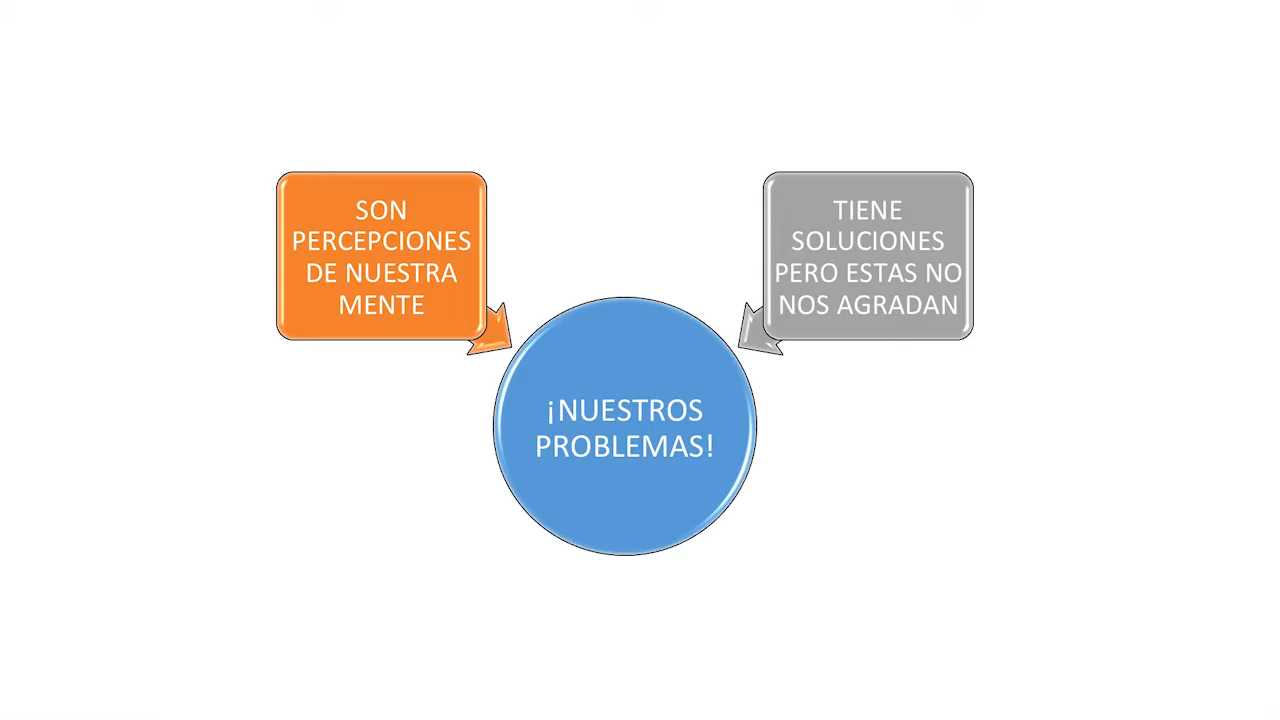 SON
PERCEPCIONES
DE NUESTRA
MENTE
TIENE
SOLUCIONES
PERO ESTAS NO
NOS AGRADAN
¡NUESTROS
PROBLEMAS!